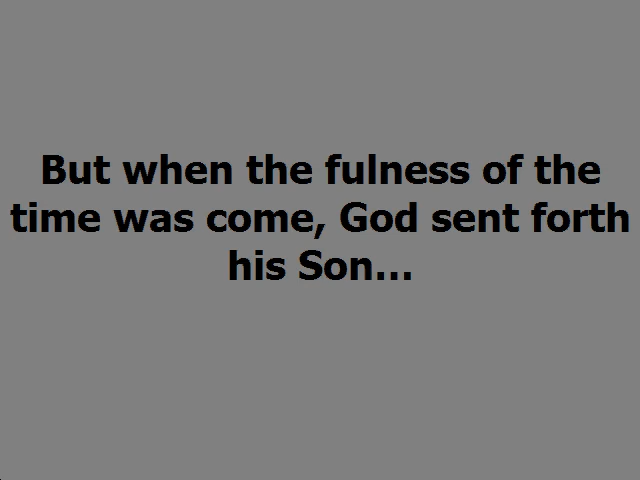 But when the fulness of the
time was come, God sent forth
his Son...